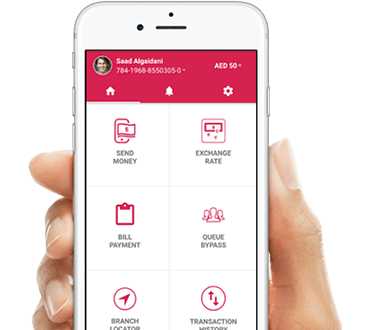 Saad Algaidani
AED 50
784-1968-8550305-0
SEND
MONEY
EXCHANGE
RATE
BILL
PAYMENT
QUEUE
BYPASS
BRANCH
LOCATOR
TRANSACTION
HISTORY